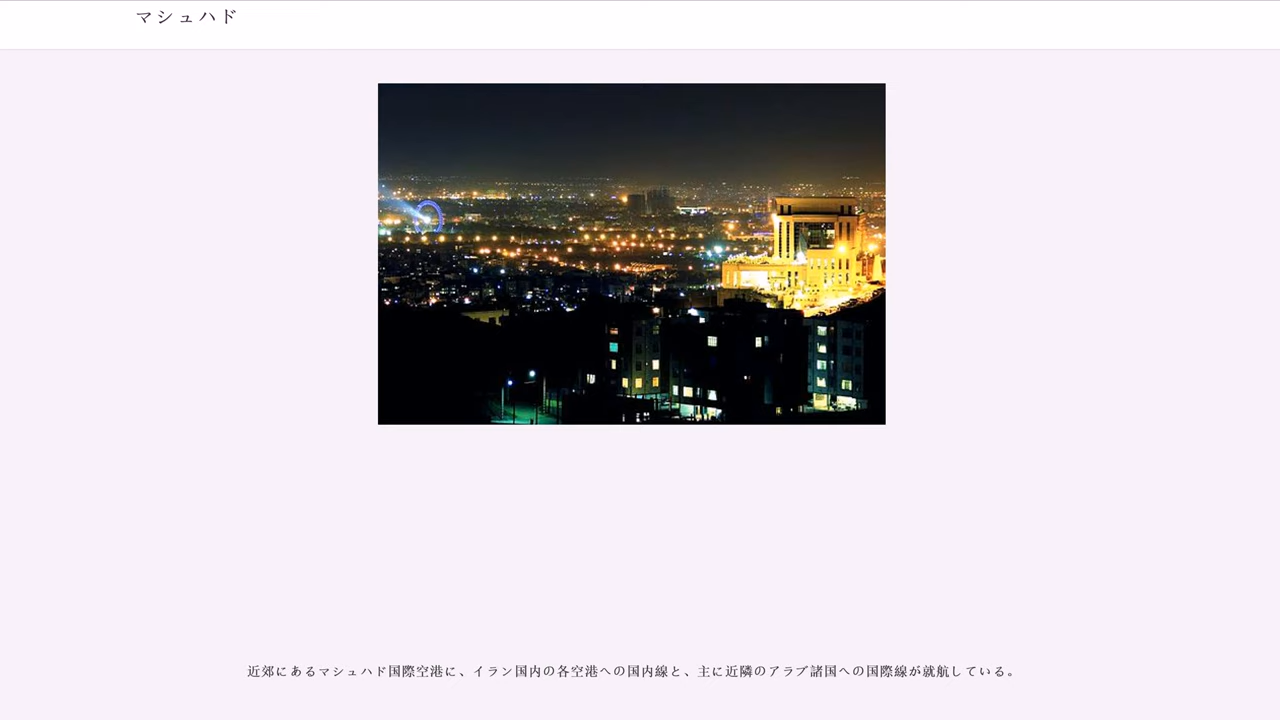 マシュハド
近郊にあるマシュハド国際空港に、イラン国内の各空港への国内線と、主に近隣のアラブ諸国への国際線が就航している。